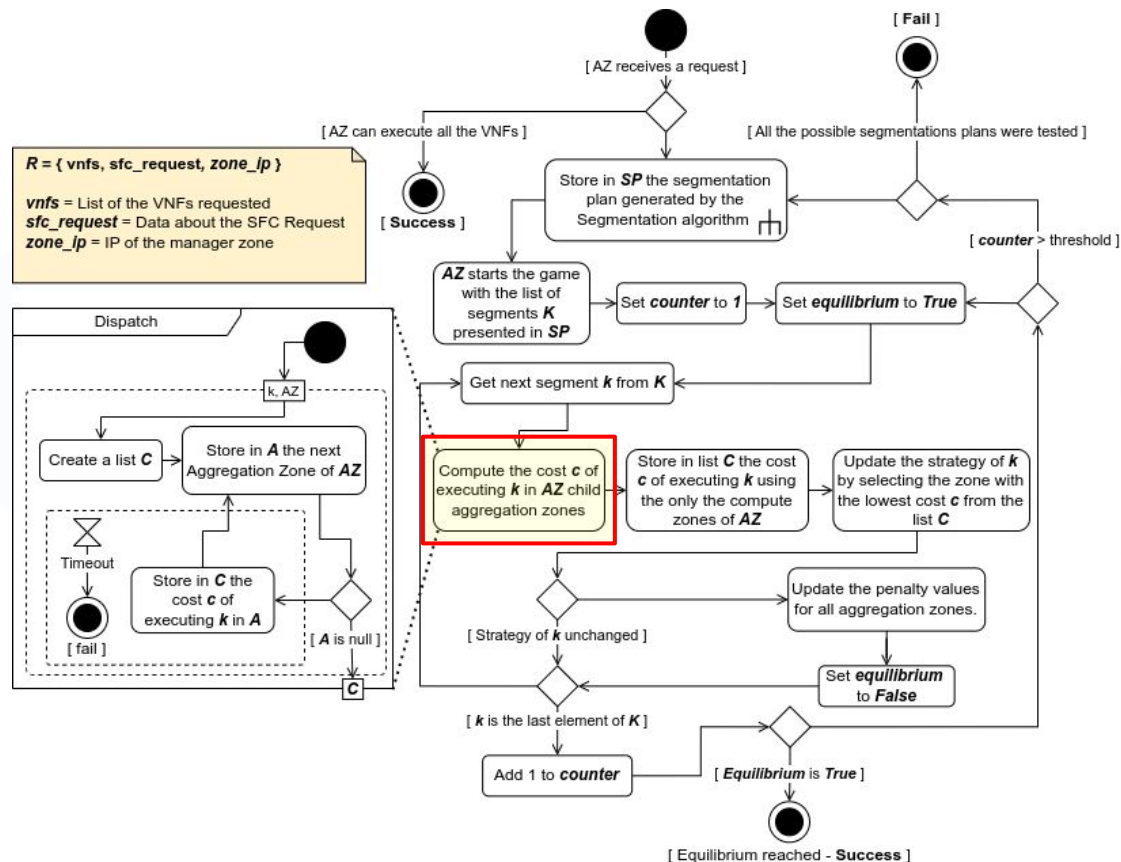 [ Fail ]
[ AZ receives a request ]
[ AZ can execute all the VNFs ]
[ All the possible segmentations plans were tested ]
R = { vnfs, sfc_request, zone_ip }
vnfs = List of the VNFs requested
sfc_request = Data about the SFC Request
zone_ip = IP of the manager zone
[ Success ]
Store in SP the segmentation
plan generated by the
Segmentation algorithm
[ counter > threshold ]
AZ starts the game
with the list of
segments K
presented in SP
Set counter to 1
Set equilibrium to True
Dispatch
k, AZ
Create a list C
Store in A the next
Aggregation Zone of AZ
Timeout
[ fail ]
Store in C the
cost c of
executing k in A
[ A is null ]
C
Get next segment k from K
Compute the cost c of
executing k in AZ child
aggregation zones
Store in list C the cost
c of executing k using
the only the compute
zones of AZ
Update the strategy of k
by selecting the zone with
the lowest cost c from the
list C
[ Strategy of k unchanged ]
Update the penalty values
for all aggregation zones.
Set equilibrium
to False
[ k is the last element of K ]
Add 1 to counter
[ Equilibrium is True ]
[ Equilibrium reached - Success ]